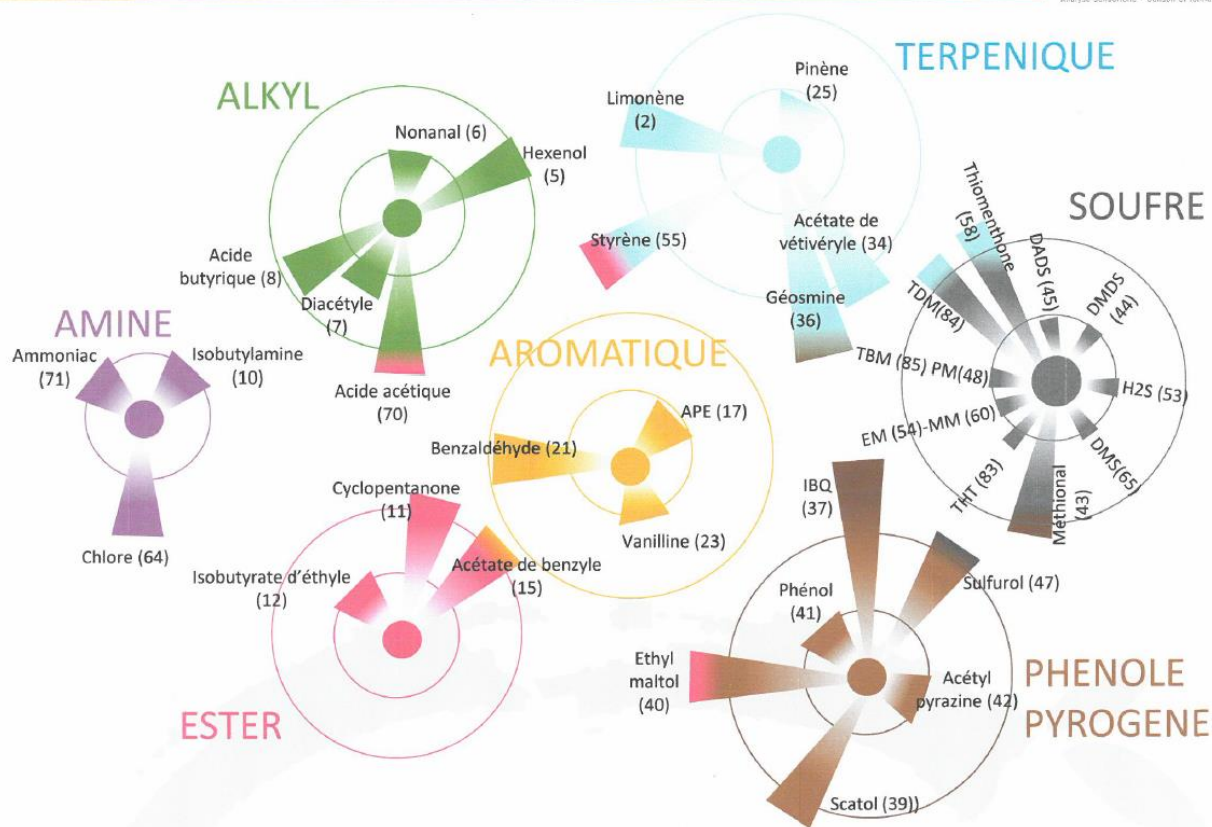 TERPENIQUE
Pinène
(25)
Limonène
(2)
Styrène (55)
Acétate de
vétivéryle (34)
Géosmine
(36)
ALKYL
Nonanal (6)
Hexenol
(5)
Acide
butyrique (8)
Diacétyle
(7)
Acide acétique
(70)
SOUFRE
Thiomenthone
(58)
DADS
(45)
DMDS
(44)
TDM(84)
TBM (85) PM(48)
H2S (53)
EM (54)-MM (60)
THT (83)
Méthional
(43)
DMS(65)
AMINE
Ammoniac
(71)
Isobutylamine
(10)
Chlore (64)
AROMATIQUE
APE (17)
Benzaldéhyde (21)
Vanilline (23)
ESTER
Cyclopentanone
(11)
Acétate de benzyle
(15)
Isobutyrate d'éthyle
(12)
PHENOLE
PYROGENE
IBQ
(37)
Sulfurol (47)
Phénol
(41)
Ethyl
maltol
(40)
Acétyl
pyrazine (42)
Scatol (39))